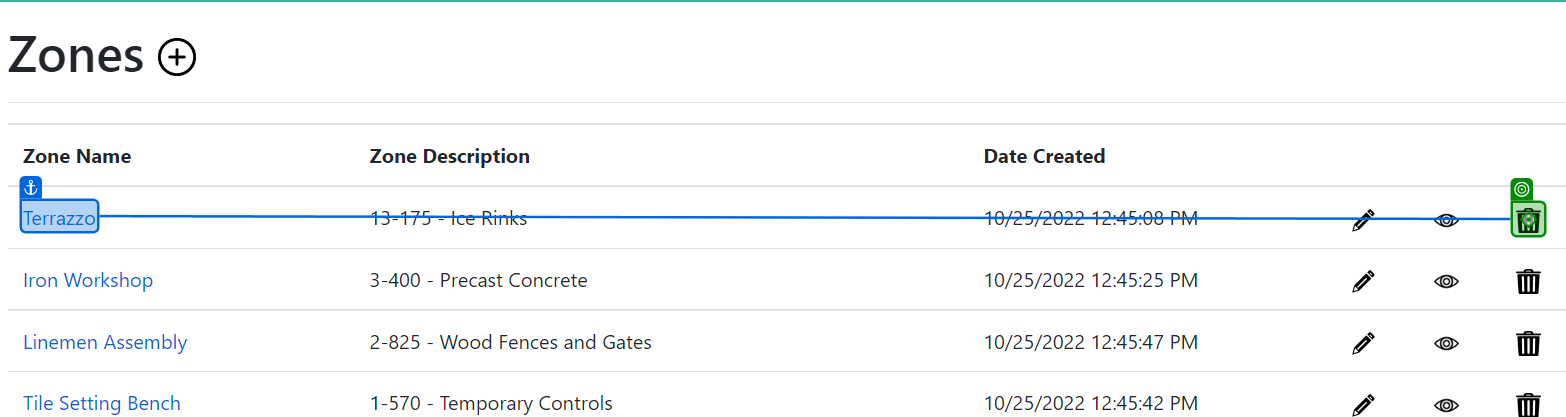 Zones
Zone Name Zone Description Date Created
Terrazzo 13-175 - Ice Rinks 10/25/2022 12:45:08 PM
Iron Workshop 3-400 - Precast Concrete 10/25/2022 12:45:25 PM
Linemen Assembly 2-825 - Wood Fences and Gates 10/25/2022 12:45:47 PM
Tile Setting Bench 1-570 - Temporary Controls 10/25/2022 12:45:42 PM